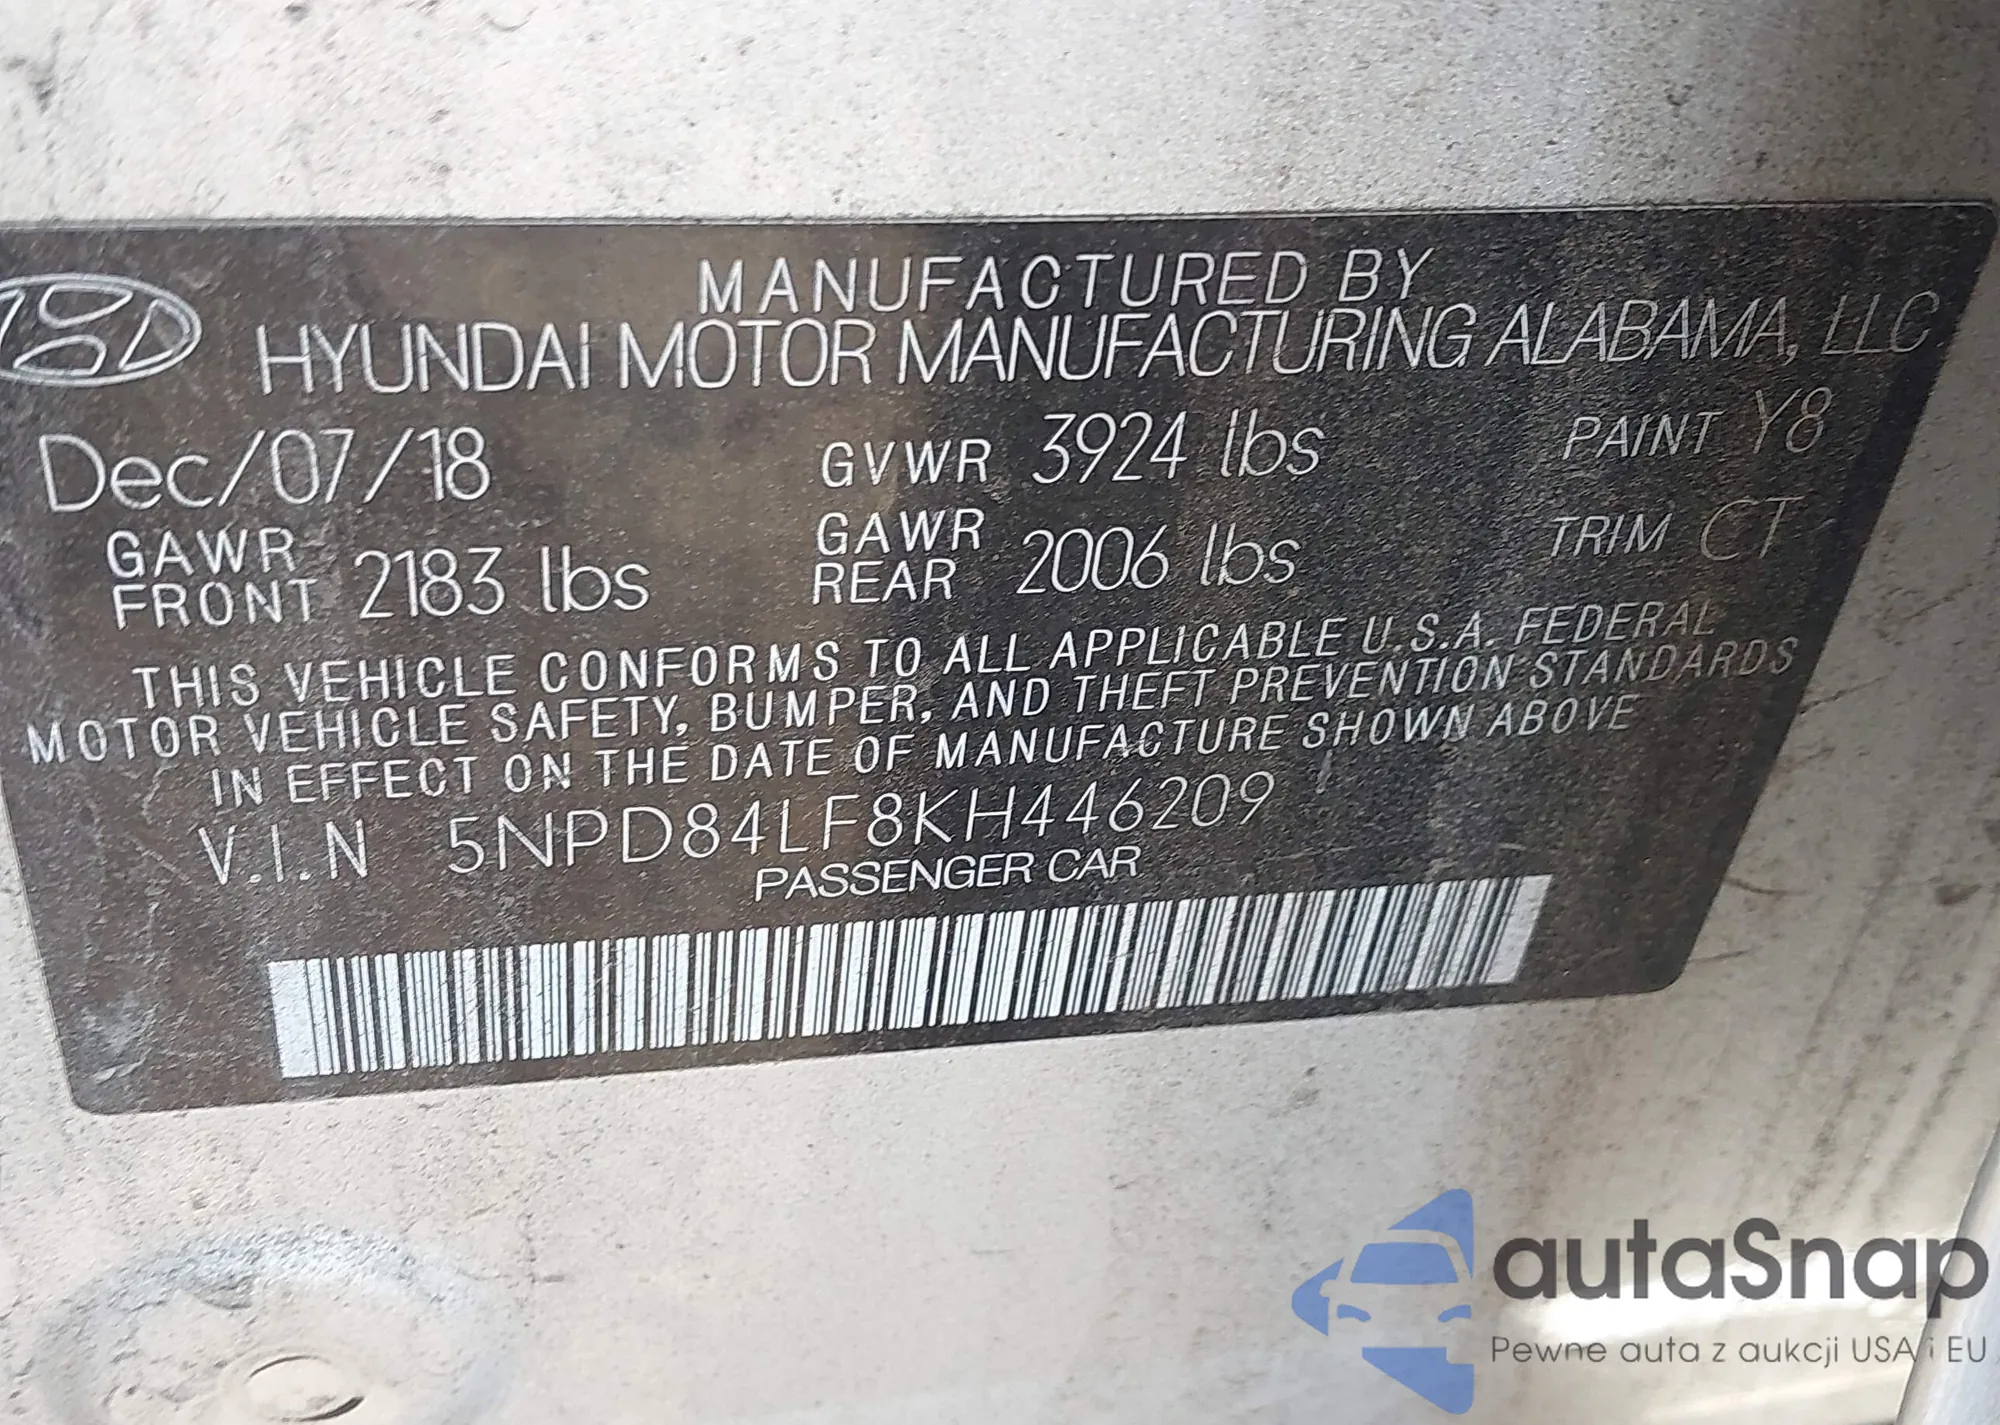 MANUFACTURED BY
HYUNDAI MOTOR MANUFACTURING ALABAMA, LLC
Dec/07/18 GVWR 3924 lbs PAINT Y8
GAWR FRONT 2183 lbs GAWR REAR 2006 lbs TRIM CT
THIS VEHICLE CONFORMS TO ALL APPLICABLE U.S.A. FEDERAL
MOTOR VEHICLE SAFETY, BUMPER, AND THEFT PREVENTION STANDARDS
IN EFFECT ON THE DATE OF MANUFACTURE SHOWN ABOVE
V.I.N 5NPD84LF8KH446209
PASSENGER CAR
autaSnap
Pewne auta z aukcji USA i EU